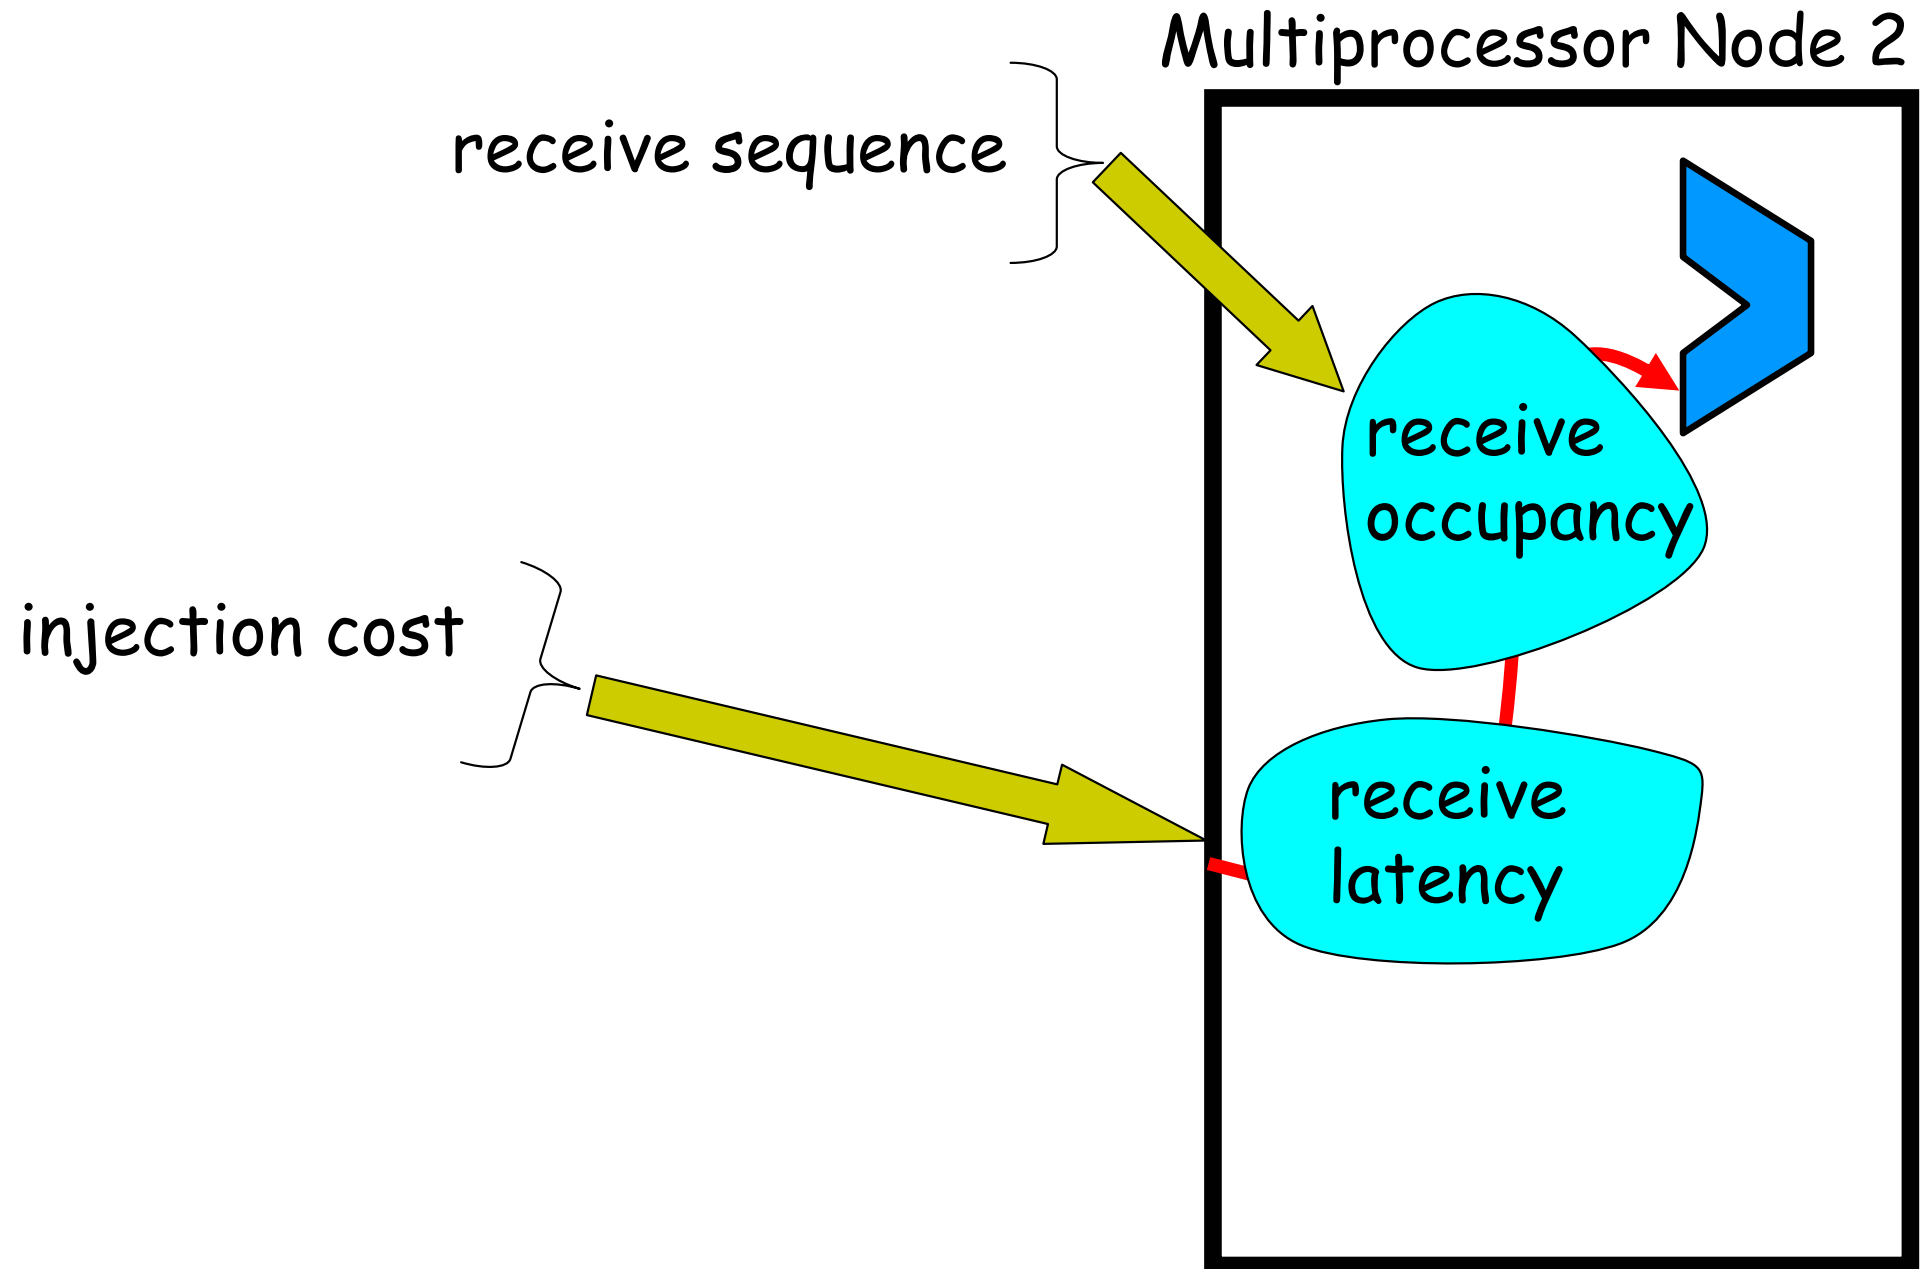 Multiprocessor Node 2
receive sequence
receive
occupancy
injection cost
receive
latency